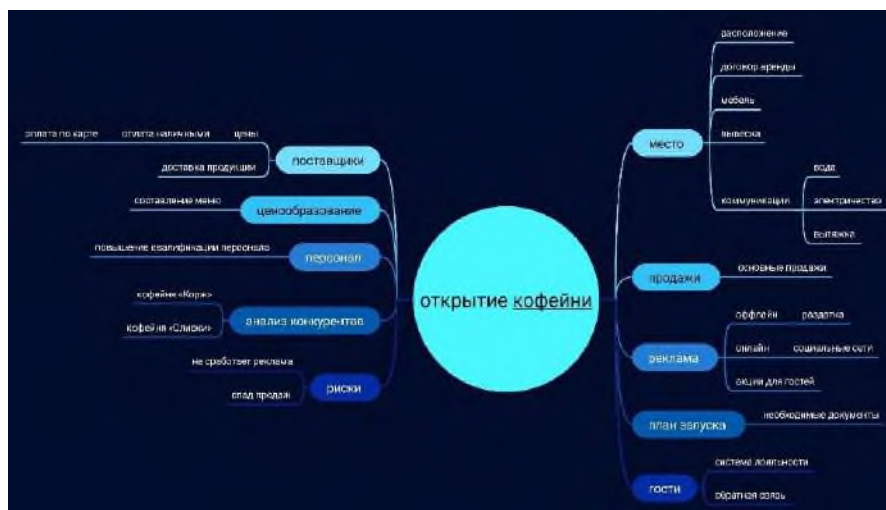 открытие кофейни
поставщики
оплата по карте
оплата наличными
цены
доставка продукции
ценообразование
составление меню
персонал
повышение квалификации персонала
анализ конкурентов
кофейня «Корж»
кофейня «Сливки»
риски
не сработает реклама
спад продаж
место
расположение
договор аренды
мебель
вывеска
коммуникации
вода
электричество
вытяжка
продажи
основные продажи
реклама
оффлайн
раздатка
онлайн
социальные сети
акции для гостей
план запуска
необходимые документы
гости
система лояльности
обратная связь